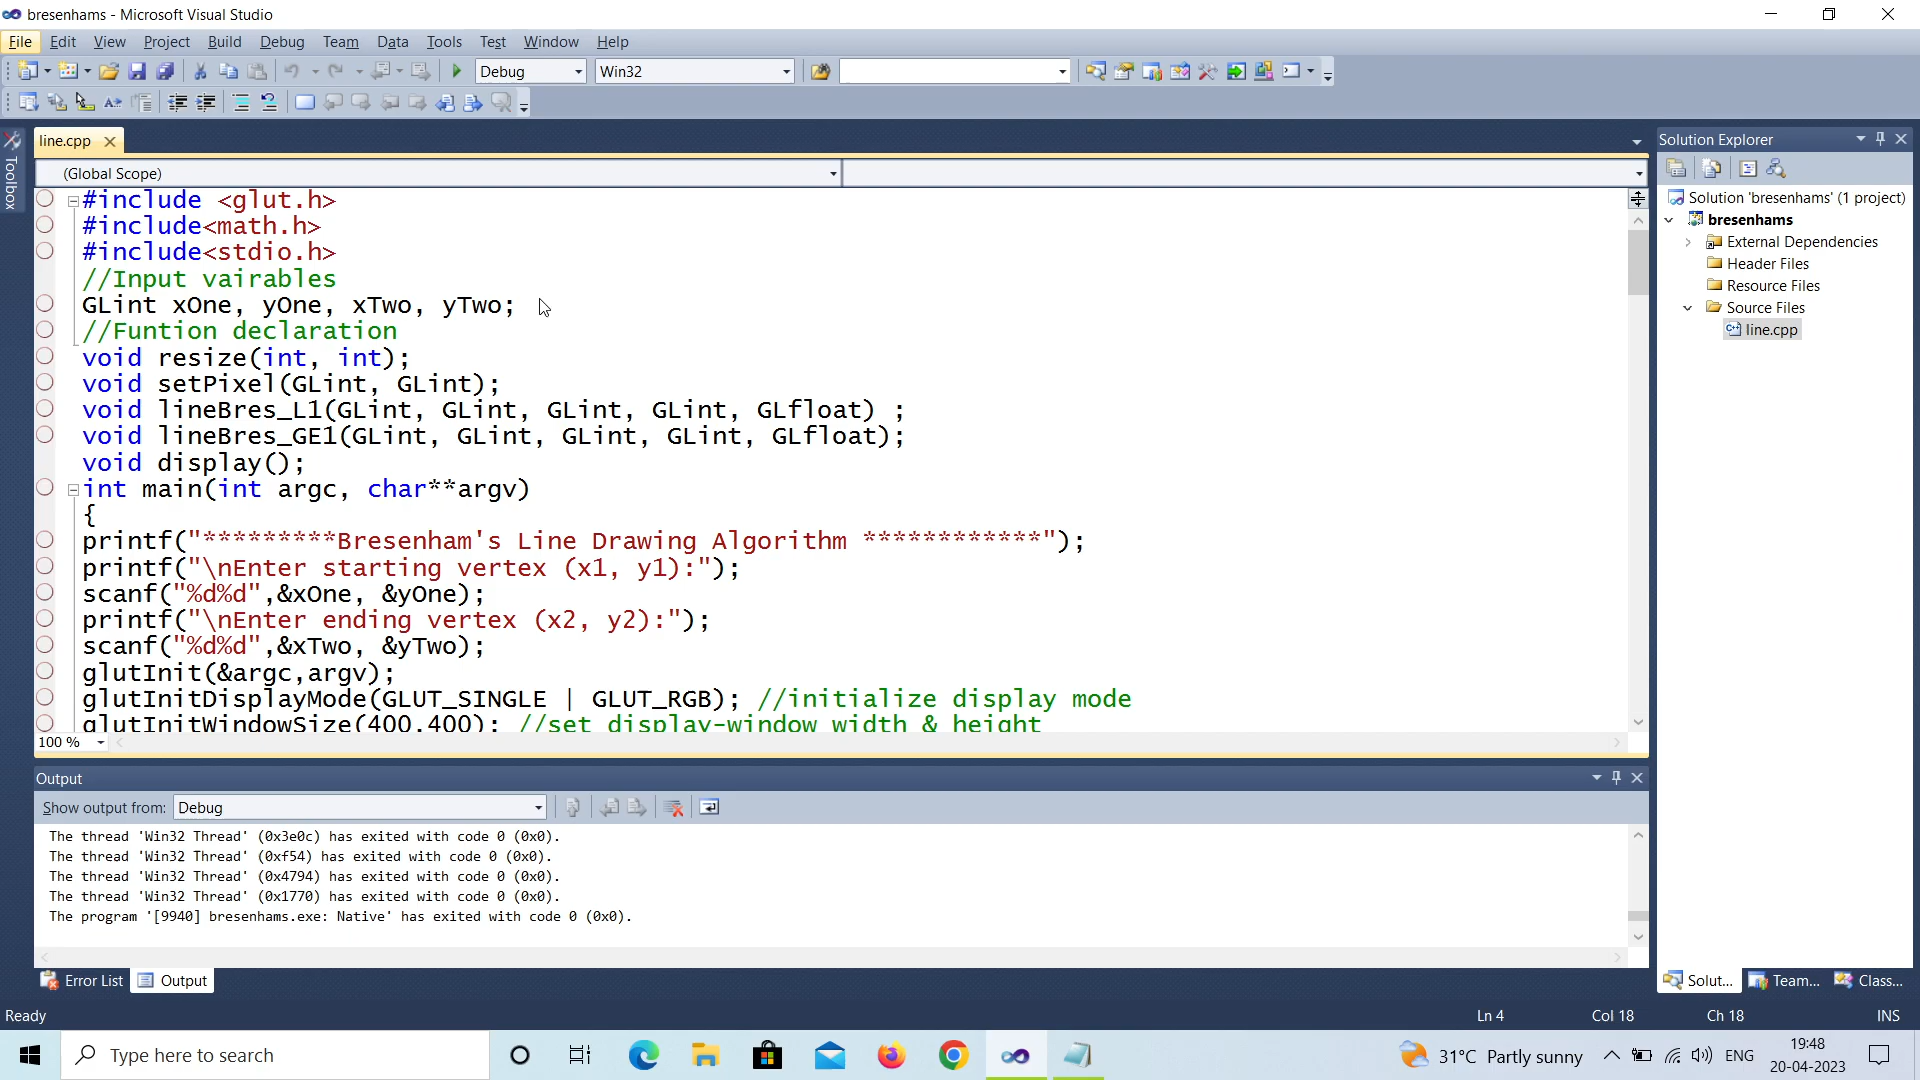 bresenhams - Microsoft Visual Studio
File Edit View Project Build Debug Team Data Tools Test Window Help
Debug Win32
Toolbox
line.cpp
(Global Scope)
#include <glut.h>
#include<math.h>
#include<stdio.h>
//Input vairables
GLint xOne, yOne, xTwo, yTwo;
//Funtion declaration
void resize(int, int);
void setPixel(GLint, GLint);
void lineBres_L1(GLint, GLint, GLint, GLint, GLfloat) ;
void lineBres_GE1(GLint, GLint, GLint, GLint, GLfloat);
void display();
int main(int argc, char**argv)
{
printf("*********Bresenham's Line Drawing Algorithm ************");
printf("\nEnter starting vertex (x1, y1):");
scanf("%d%d",&xOne, &yOne);
printf("\nEnter ending vertex (x2, y2):");
scanf("%d%d",&xTwo, &yTwo);
glutInit(&argc,argv);
glutInitDisplayMode(GLUT_SINGLE | GLUT_RGB); //initialize display mode
glutInitWindowSize(400,400); //set display-window width & height
100 %
Solution Explorer
Solution 'bresenhams' (1 project)
bresenhams
External Dependencies
Header Files
Resource Files
Source Files
line.cpp
Output
Show output from: Debug
The thread 'Win32 Thread' (0x3e0c) has exited with code 0 (0x0).
The thread 'Win32 Thread' (0xf54) has exited with code 0 (0x0).
The thread 'Win32 Thread' (0x4794) has exited with code 0 (0x0).
The thread 'Win32 Thread' (0x1770) has exited with code 0 (0x0).
The program '[9940] bresenhams.exe: Native' has exited with code 0 (0x0).
Error List Output
Solut... Team... Class...
Ready Ln 4 Col 18 Ch 18 INS
Type here to search
31°C Partly sunny ENG
19:48
20-04-2023